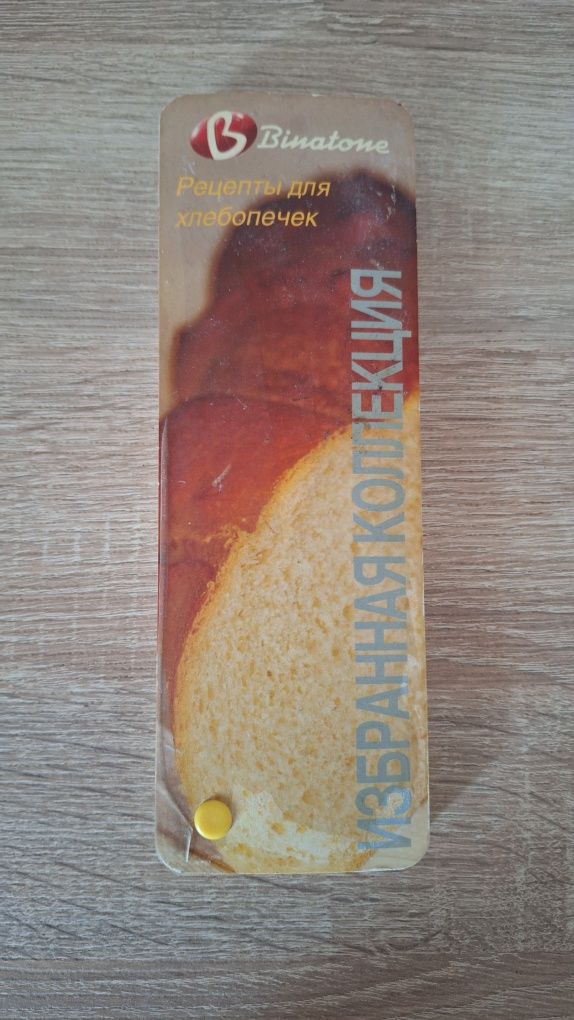 Binatone
Рецепты для
хлебопечек
ИЗБРАННАЯ КОЛЛЕКЦИЯ